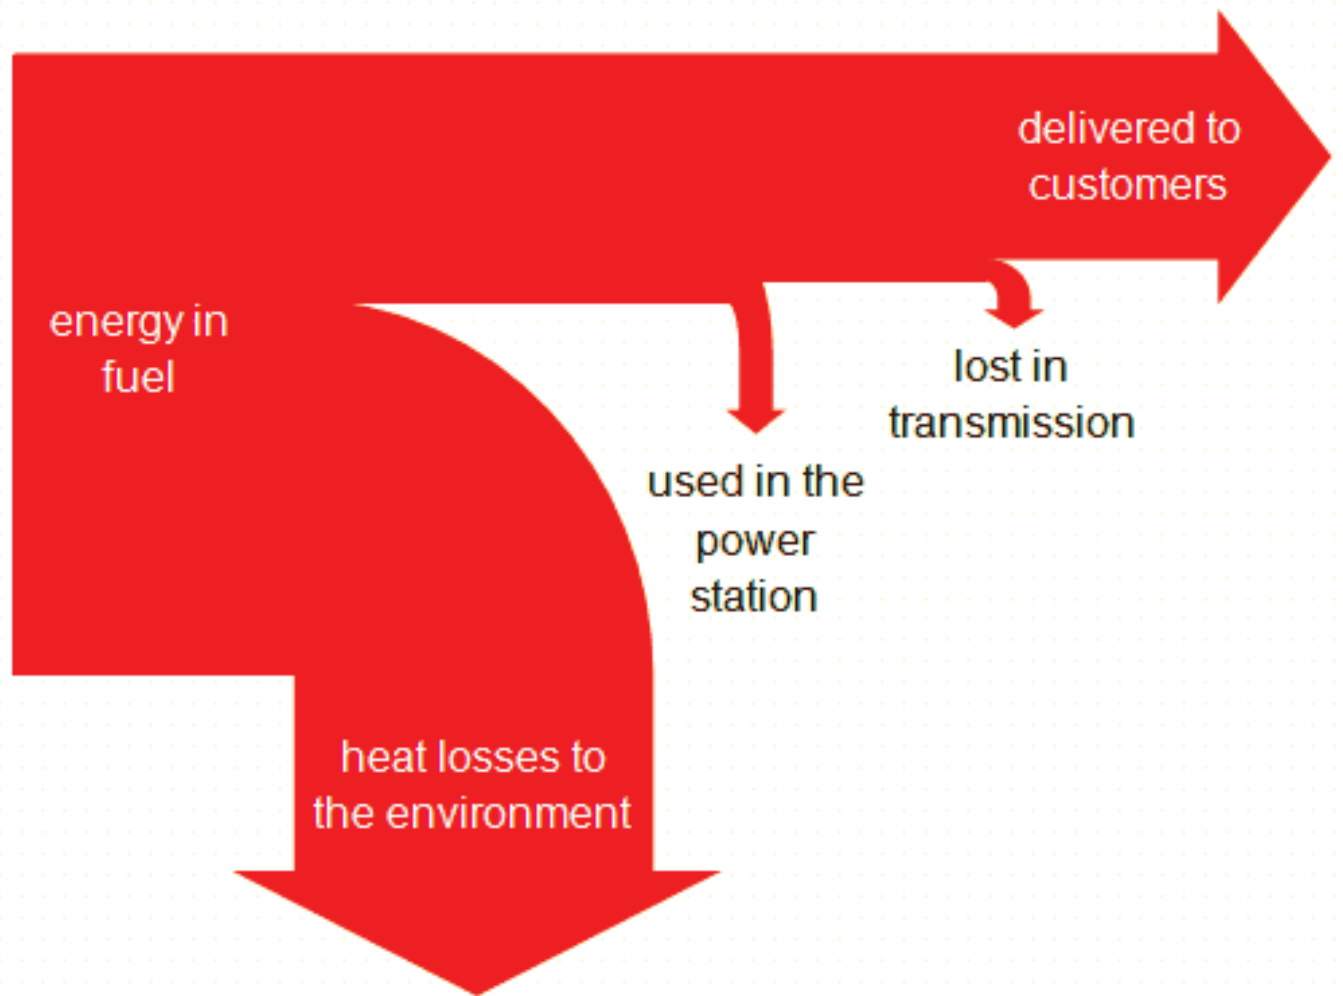 delivered to
customers
energy in
fuel
lost in
transmission
used in the
power
station
heat losses to
the environment